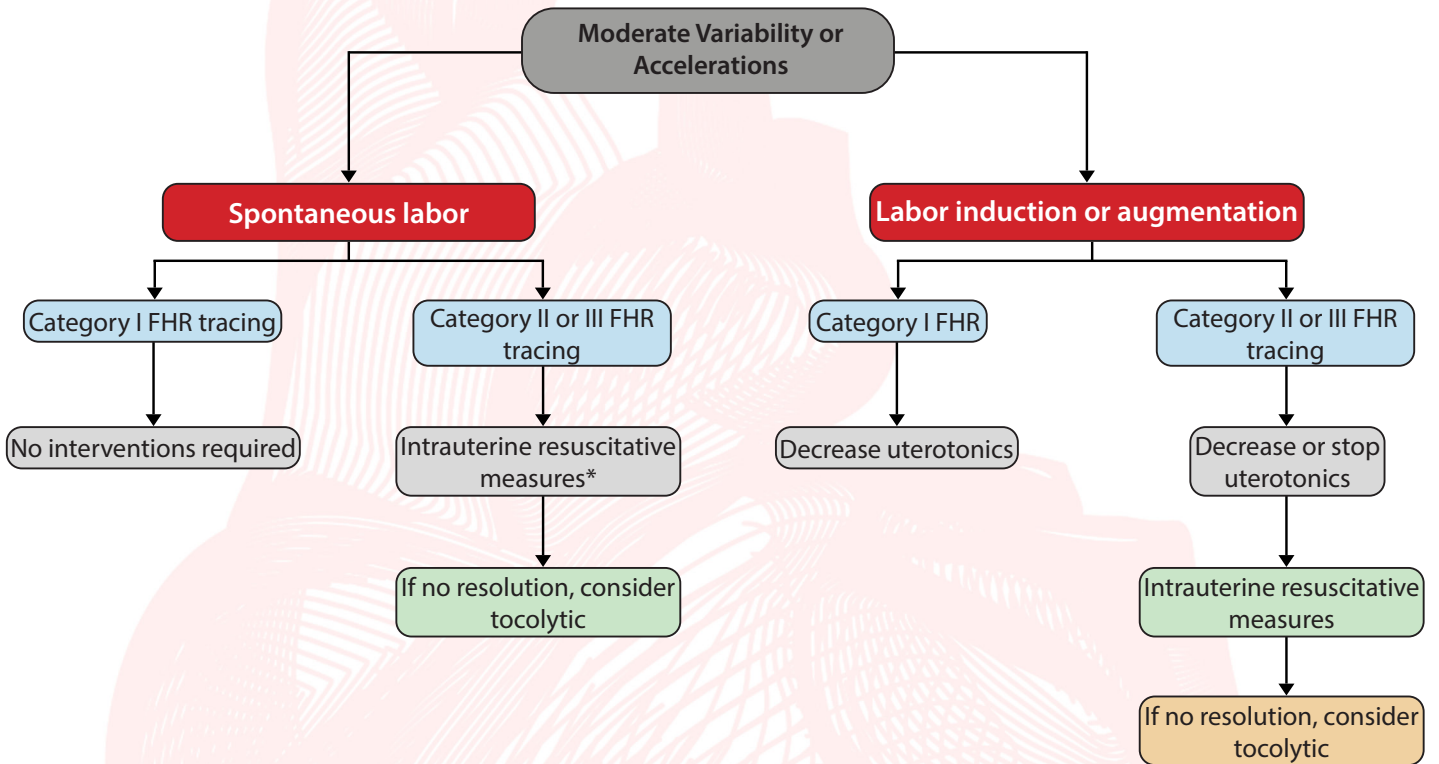 Moderate Variability or
Accelerations
Spontaneous labor
Labor induction or augmentation
Category I FHR tracing
Category II or III FHR
tracing
Category I FHR
Category II or III FHR
tracing
No interventions required
Intrauterine resuscitative
measures*
Decrease uterotonics
Decrease or stop
uterotonics
If no resolution, consider
tocolytic
Intrauterine resuscitative
measures
If no resolution, consider
tocolytic